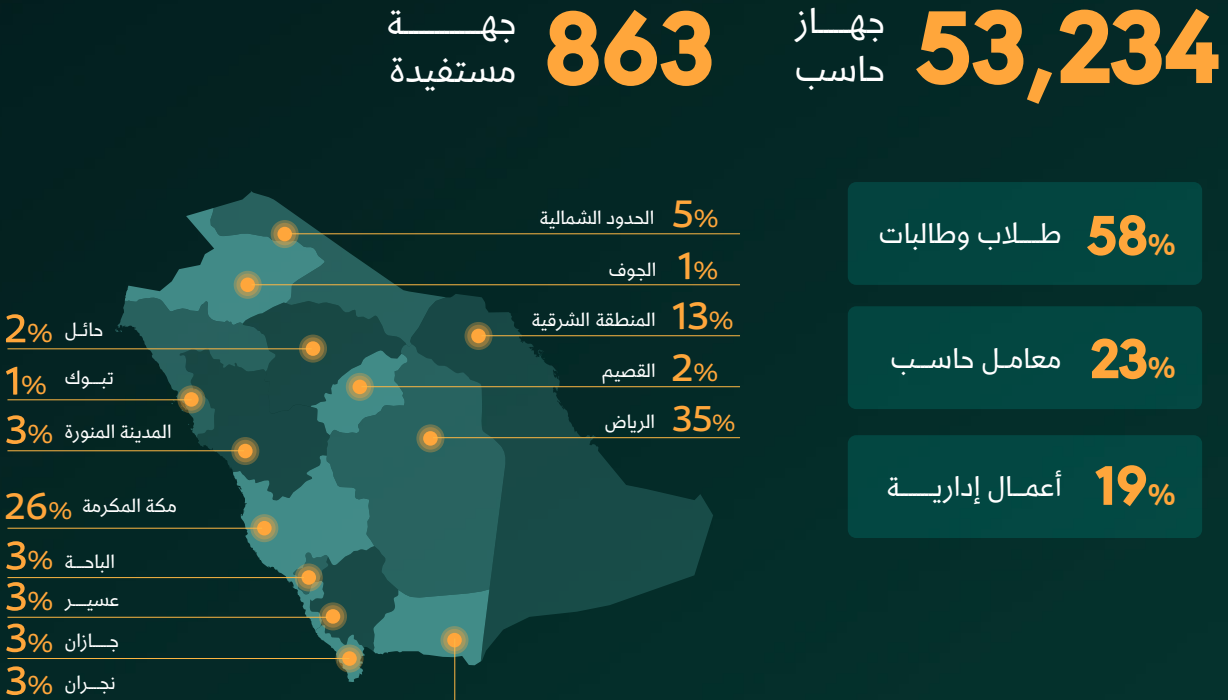 53,234
جهاز
حاسب
863
جهة
مستفيدة
58% طلاب وطالبات
23% معامل حاسب
19% أعمال إدارية
الحدود الشمالية 5%
الجوف 1%
المنطقة الشرقية 13%
القصيم 2%
الرياض 35%
2% حائل
1% تبوك
3% المدينة المنورة
26% مكة المكرمة
3% الباحة
3% عسير
3% جازان
3% نجران